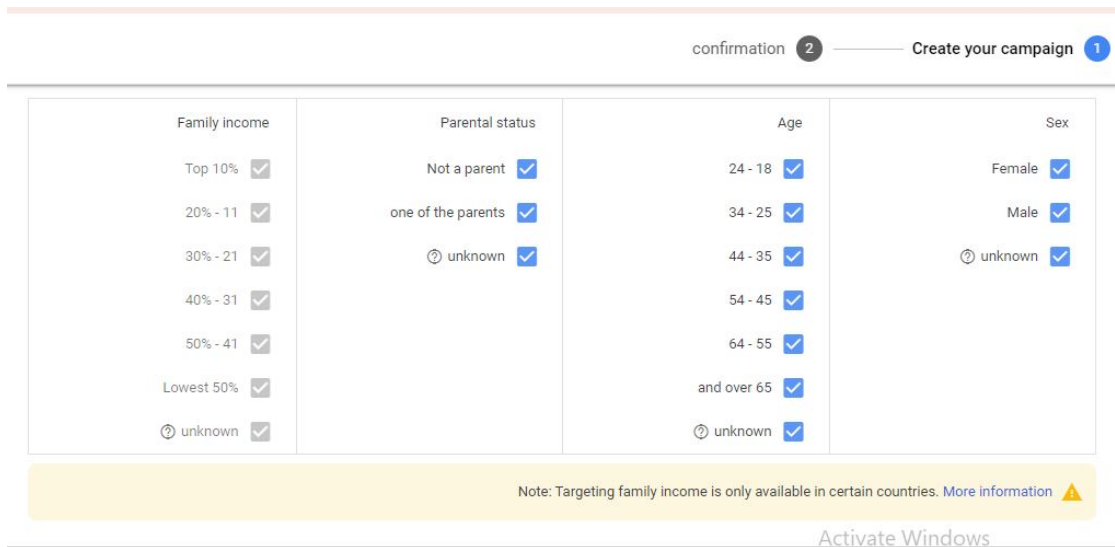 confirmation 2 Create your campaign 1
Family income Parental status Age Sex
Top 10% Not a parent 24 - 18 Female
20% - 11 one of the parents 34 - 25 Male
30% - 21 unknown 44 - 35 unknown
40% - 31 54 - 45
50% - 41 64 - 55
Lowest 50% and over 65
unknown unknown
Note: Targeting family income is only available in certain countries. More information
Activate Windows